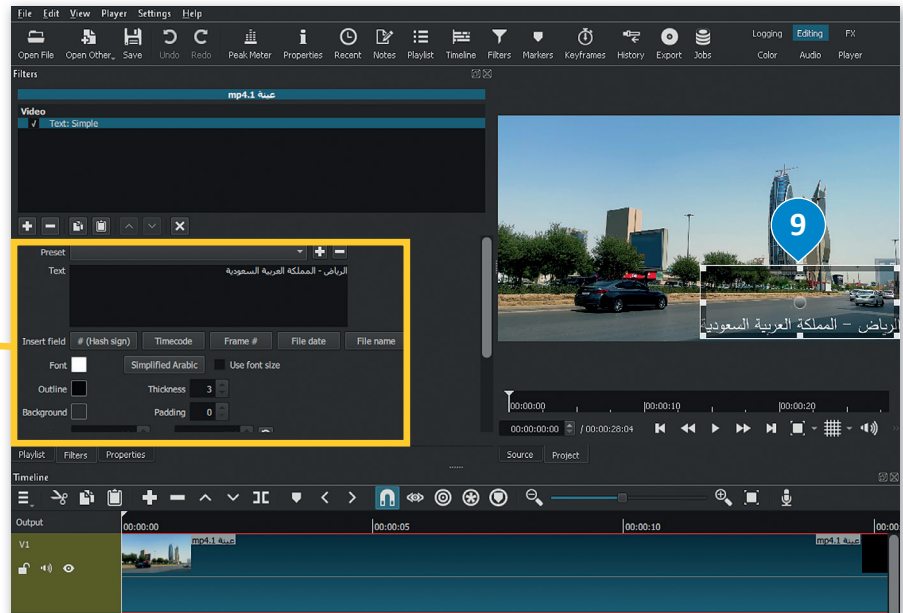 File Edit View Player Settings Help
Open File Open Other... Save Undo Redo Peak Meter Properties Recent Notes Playlist Timeline Filters Markers Keyframes History Export Jobs
Logging Editing FX
Color Audio Player
Filters
عينة 1.mp4
Video
Text: Simple
Preset
Text
الرياض - المملكة العربية السعودية
Insert field # (Hash sign) Timecode Frame # File date File name
Font Simplified Arabic Use font size
Outline Thickness 3
Background Padding 0
9
الرياض - المملكة العربية السعودية
00:00:00 00:00:10 00:00:20
00:00:00:00 / 00:00:28:04
Playlist Filters Properties
Source Project
Timeline
Output
00:00:00 00:00:05 00:00:10 00:00
V1
عينة 1.mp4 عينة 1.mp4